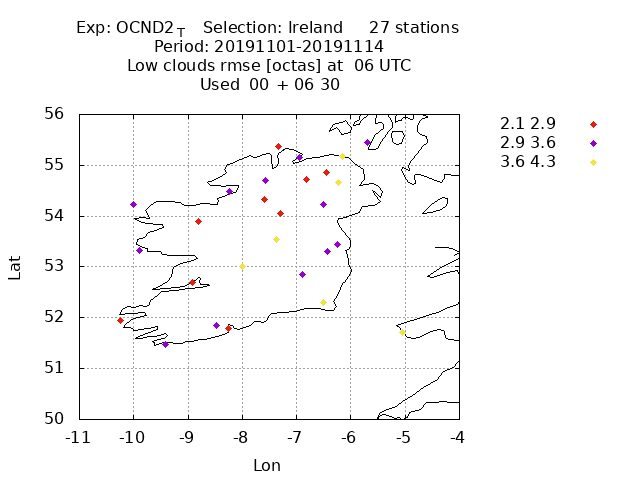 Exp: OCND2_T Selection: Ireland 27 stations
Period: 20191101-20191114
Low clouds rmse [octas] at 06 UTC
Used 00 + 06 30
2.1 2.9
2.9 3.6
3.6 4.3
56
55
54
53
52
51
50
Lat
-11 -10 -9 -8 -7 -6 -5 -4
Lon